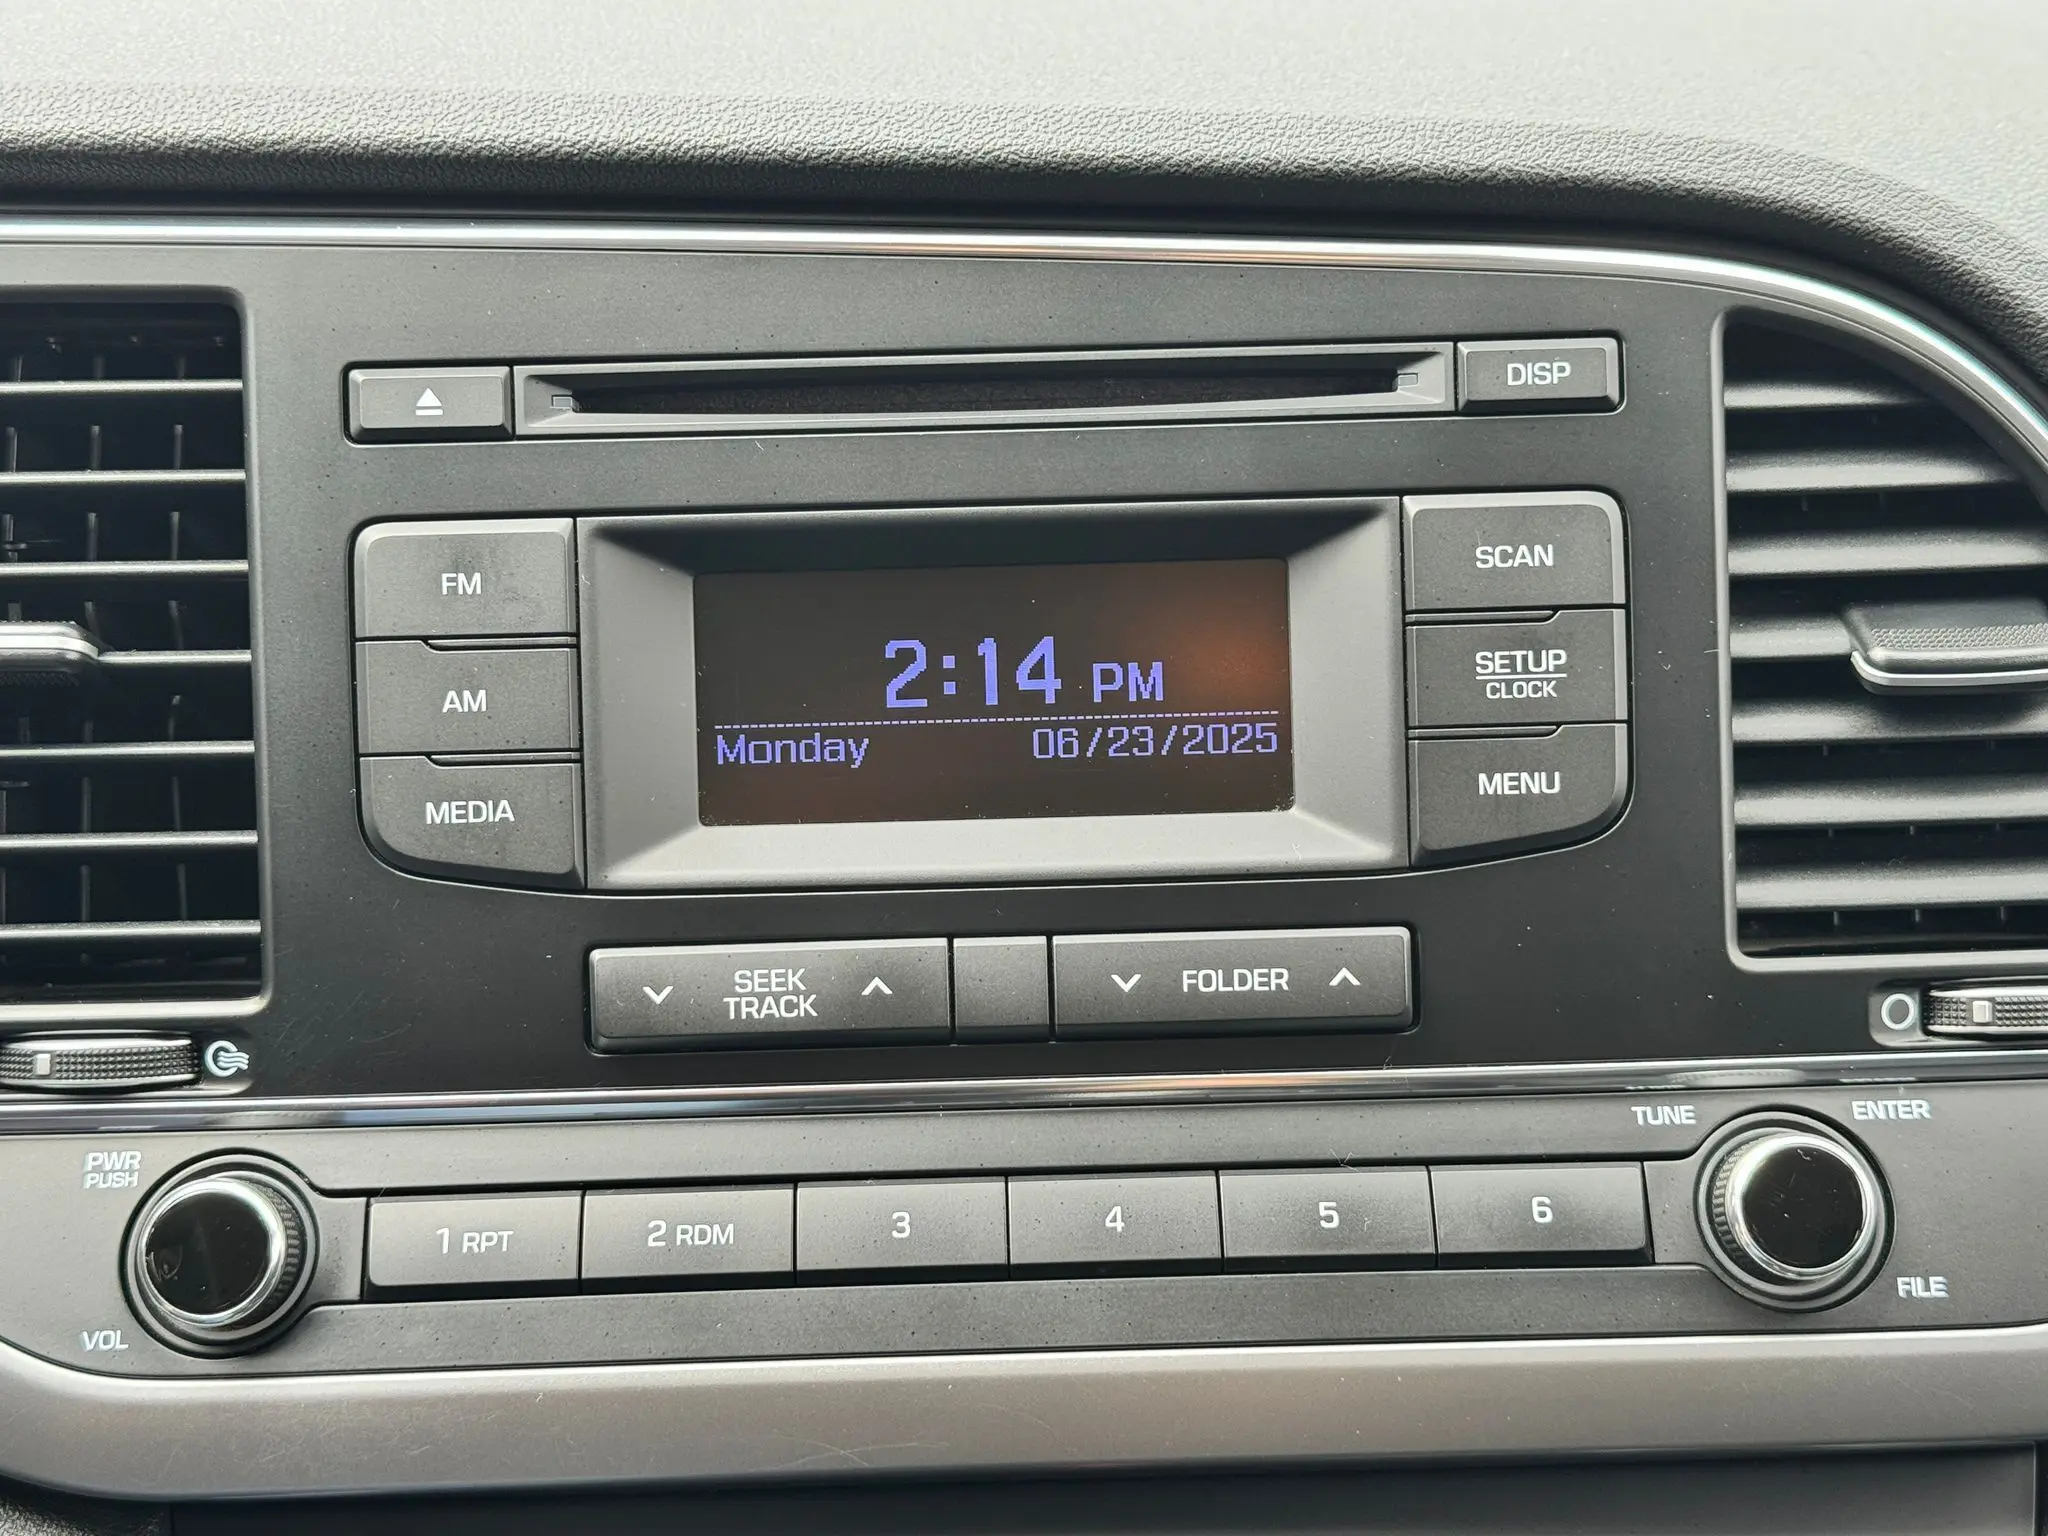 DISP
FM
AM
MEDIA
2:14 PM
Monday 06/23/2025
SCAN
SETUP
CLOCK
MENU
SEEK
TRACK
FOLDER
PWR
PUSH
VOL
1 RPT
2 RDM
3
4
5
6
TUNE
ENTER
FILE